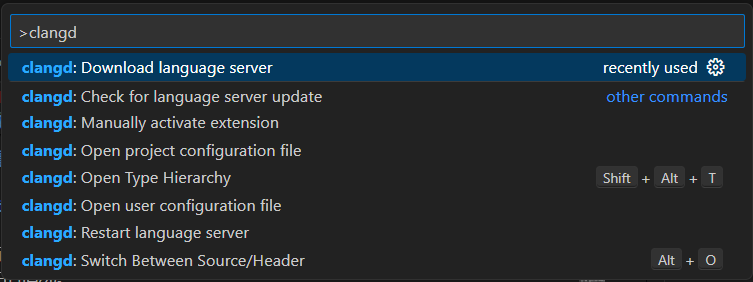 >clangd
clangd: Download language server recently used
clangd: Check for language server update other commands
clangd: Manually activate extension
clangd: Open project configuration file
clangd: Open Type Hierarchy Shift + Alt + T
clangd: Open user configuration file
clangd: Restart language server
clangd: Switch Between Source/Header Alt + O